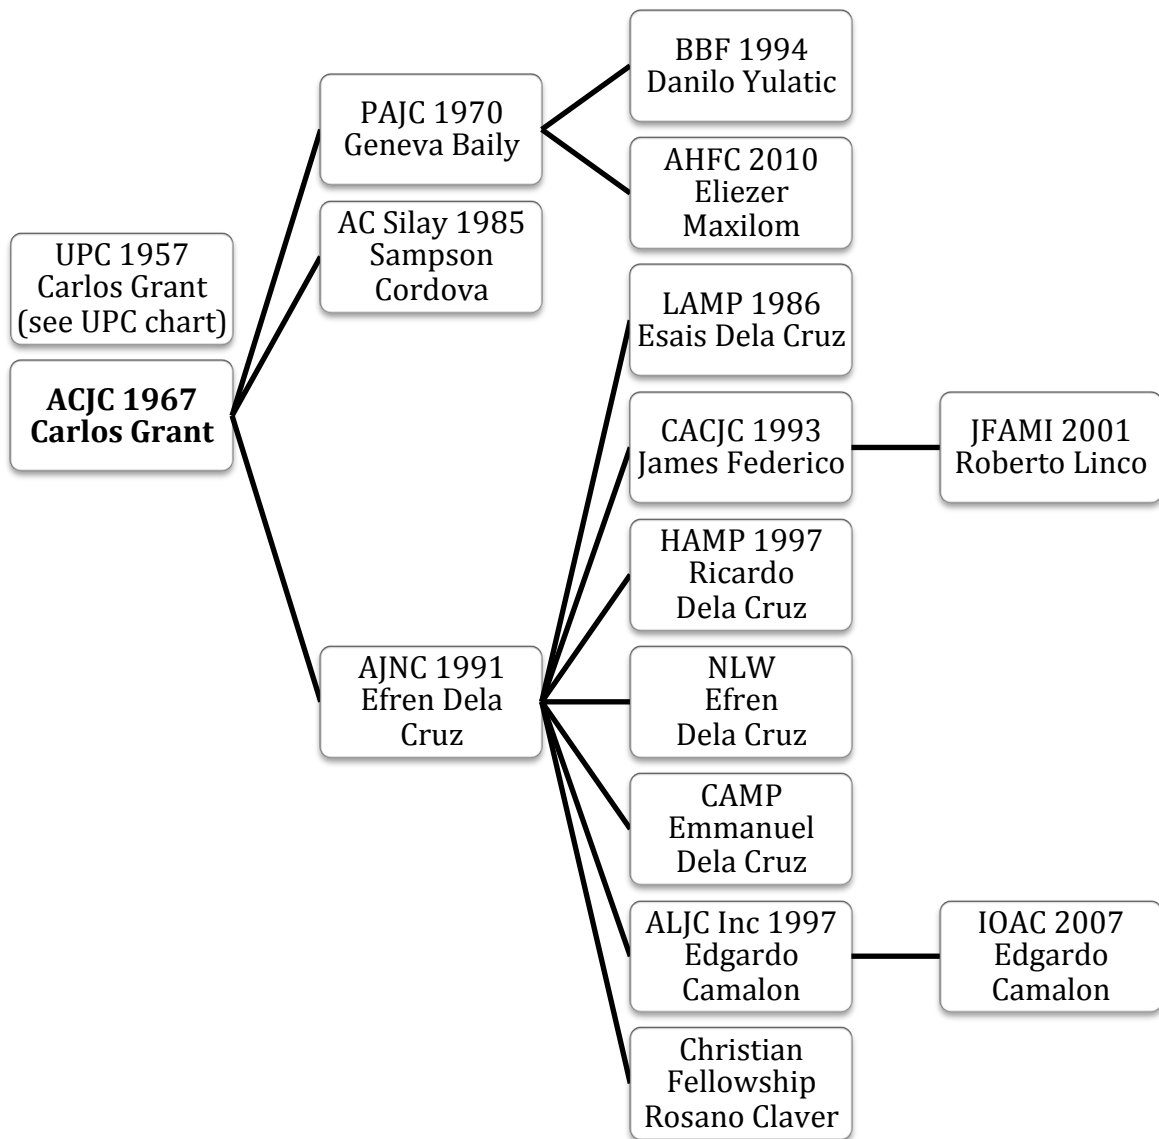 UPC 1957
Carlos Grant
(see UPC chart)
ACJC 1967
Carlos Grant
PAJC 1970
Geneva Baily
AC Silay 1985
Sampson
Cordova
AJNC 1991
Efren Dela
Cruz
BBF 1994
Danilo Yulatic
AHFC 2010
Eliezer
Maxilom
LAMP 1986
Esais Dela Cruz
CACJC 1993
James Federico
HAMP 1997
Ricardo
Dela Cruz
NLW
Efren
Dela Cruz
CAMP
Emmanuel
Dela Cruz
ALJC Inc 1997
Edgardo
Camalon
Christian
Fellowship
Rosano Claver
JFAMI 2001
Roberto Linco
IOAC 2007
Edgardo
Camalon